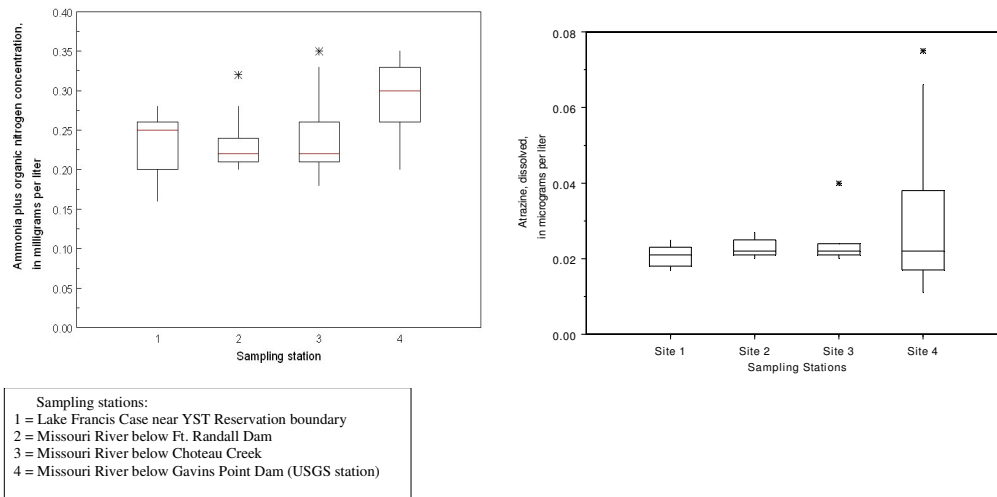 Ammonia plus organic nitrogen concentration,
in milligrams per liter
0.40
0.35
0.30
0.25
0.20
0.15
0.10
0.05
0.00
1 2 3 4
Sampling station
Atrazine, dissolved,
in micrograms per liter
0.08
0.06
0.04
0.02
0.00
Site 1 Site 2 Site 3 Site 4
Sampling Stations
Sampling stations:
1 = Lake Francis Case near YST Reservation boundary
2 = Missouri River below Ft. Randall Dam
3 = Missouri River below Choteau Creek
4 = Missouri River below Gavins Point Dam (USGS station)